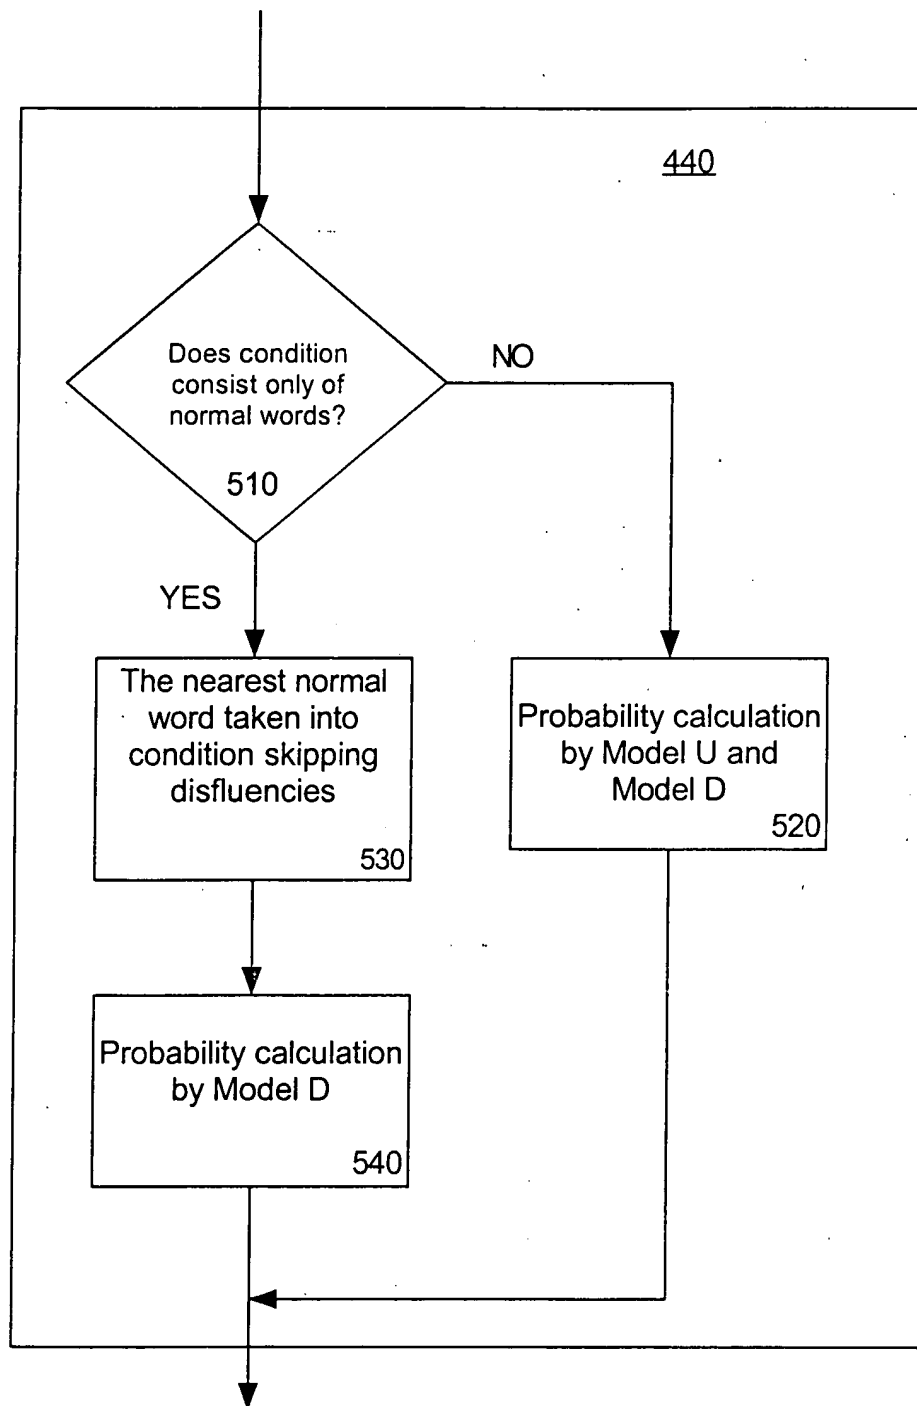 440
Does condition
consist only of
normal words?
510
NO
YES
The nearest normal
word taken into
condition skipping
disfluencies
530
Probability calculation
by Model U and
Model D
520
Probability calculation
by Model D
540